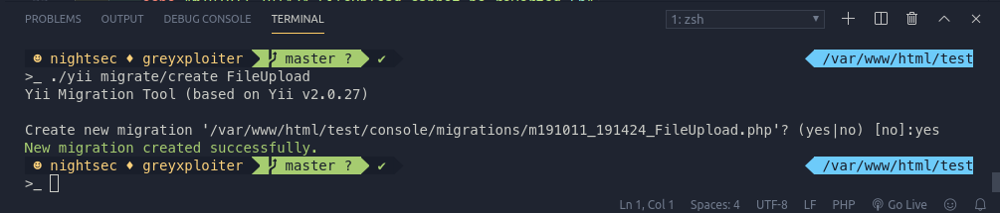 PROBLEMS OUTPUT DEBUG CONSOLE TERMINAL 1: zsh
☻ nightsec ♦ greyxploiter master ? ✔ /var/www/html/test
>_ ./yii migrate/create FileUpload
Yii Migration Tool (based on Yii v2.0.27)
Create new migration '/var/www/html/test/console/migrations/m191011_191424_FileUpload.php'? (yes|no) [no]:yes
New migration created successfully.
☻ nightsec ♦ greyxploiter master ? ✔ /var/www/html/test
>_
Ln 1, Col 1 Spaces: 4 UTF-8 LF PHP Go Live